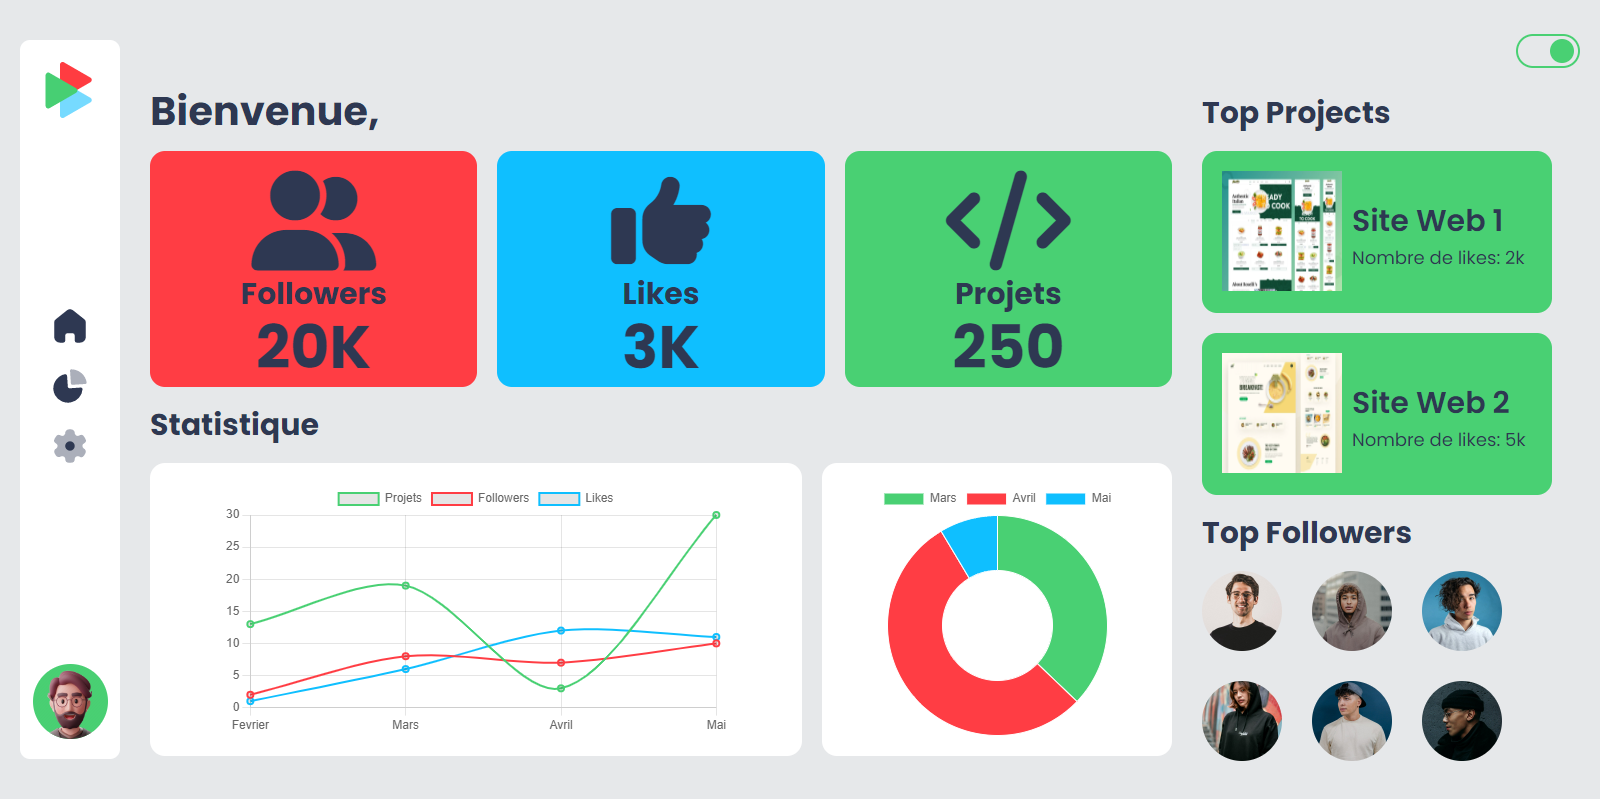 Bienvenue,
Followers
20K
Likes
3K
Projets
250
Statistique
Projets Followers Likes
30
25
20
15
10
5
0
Fevrier Mars Avril Mai
Mars Avril Mai
Top Projects
Site Web 1
Nombre de likes: 2k
Site Web 2
Nombre de likes: 5k
Top Followers